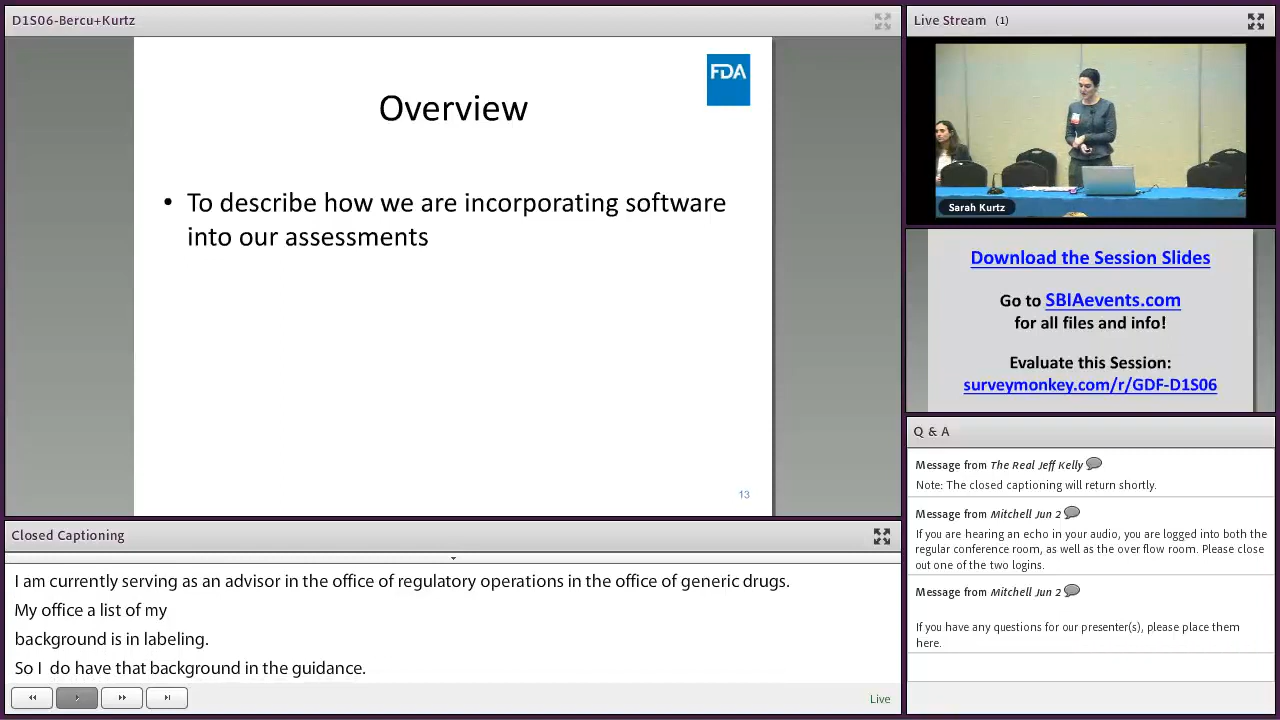 D1S06-Bercu+Kurtz
FDA
Overview
• To describe how we are incorporating software
into our assessments
13
Closed Captioning
I am currently serving as an advisor in the office of regulatory operations in the office of generic drugs.
My office a list of my
background is in labeling.
So I do have that background in the guidance.
Live
Live Stream (1)
Sarah Kurtz
Download the Session Slides
Go to SBIAevents.com
for all files and info!
Evaluate this Session:
surveymonkey.com/r/GDF-D1S06
Q & A
Message from The Real Jeff Kelly
Note: The closed captioning will return shortly.
Message from Mitchell Jun 2
If you are hearing an echo in your audio, you are logged into both the
regular conference room, as well as the over flow room. Please close
out one of the two logins.
Message from Mitchell Jun 2
If you have any questions for our presenter(s), please place them
here.